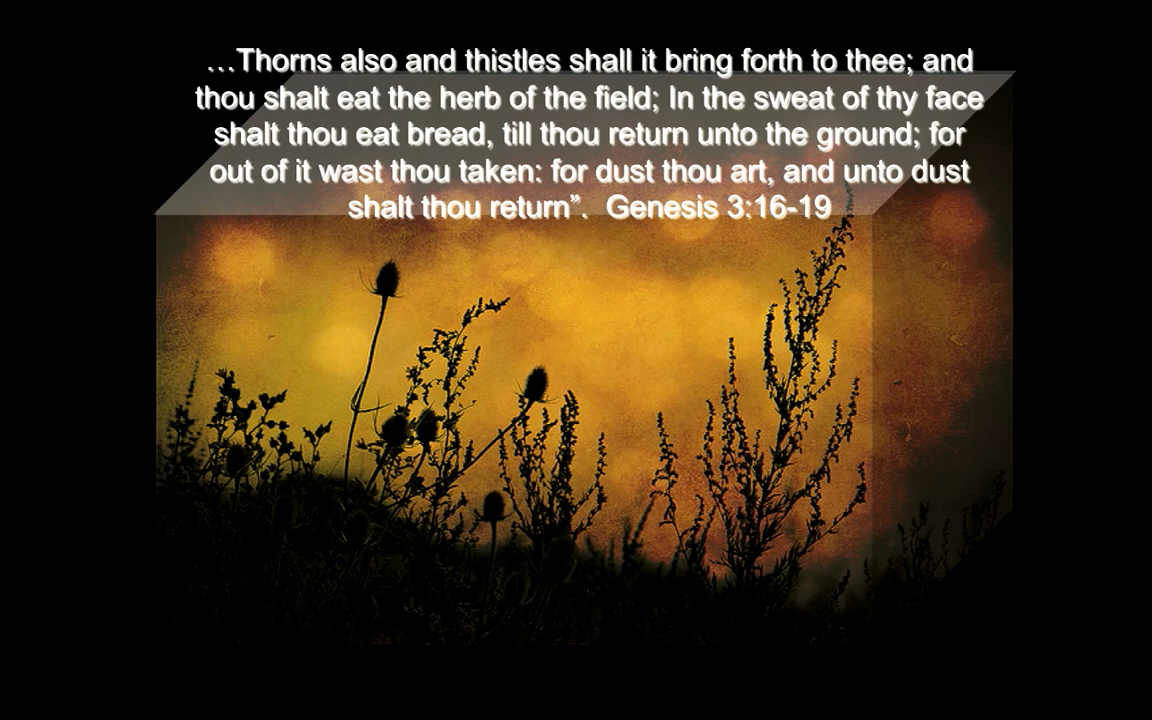 …Thorns also and thistles shall it bring forth to thee; and
thou shalt eat the herb of the field; In the sweat of thy face
shalt thou eat bread, till thou return unto the ground; for
out of it wast thou taken: for dust thou art, and unto dust
shalt thou return”.  Genesis 3:16-19